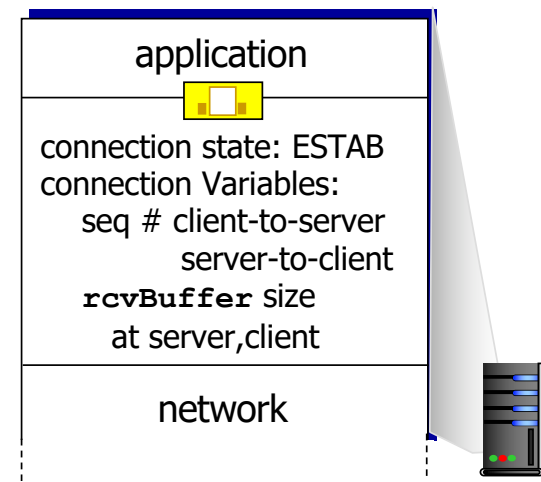 application
connection state: ESTAB
connection Variables:
seq # client-to-server
server-to-client
rcvBuffer size
at server,client
network